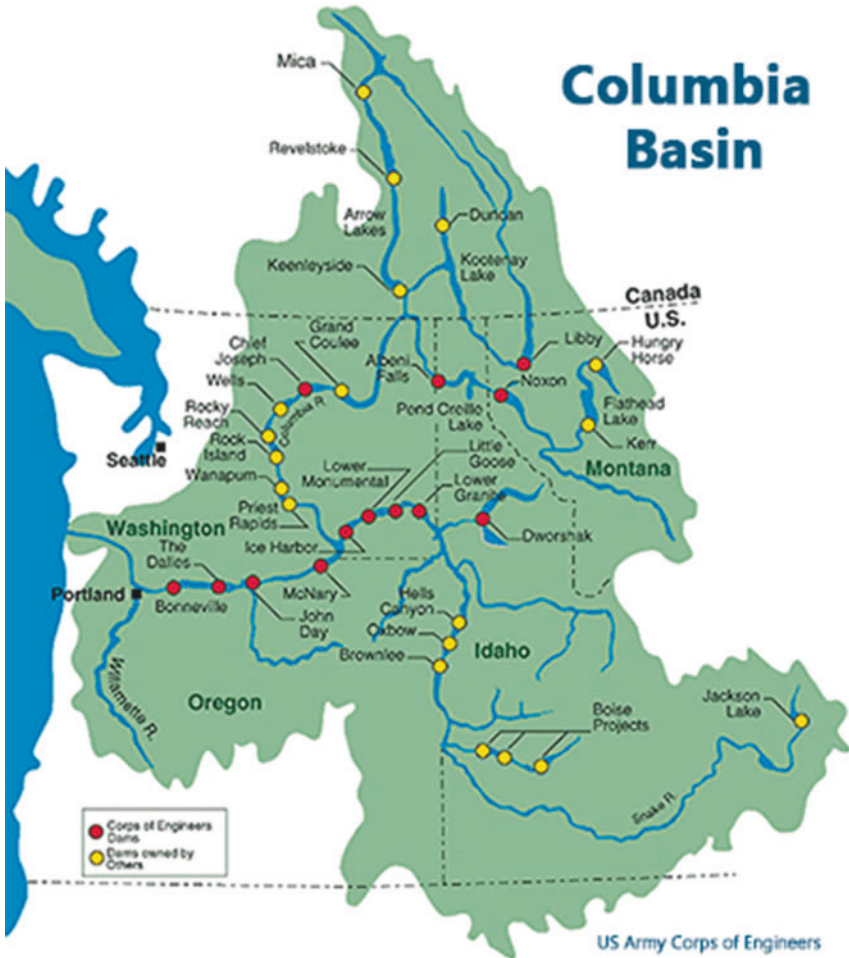 Columbia
Basin
Mica
Revelstoke
Arrow
Lakes
Duncan
Kootenay
Lake
Keenleyside
Canada
U.S.
Grand
Coulee
Chief
Joseph
Albeni
Falls
Libby
Hungry
Horse
Noxon
Wells
Columbia R.
Pend Oreille
Lake
Flathead
Lake
Kerr
Rocky
Reach
Rock
Island
Seattle
Wanapum
Little
Goose
Lower
Monumental
Lower
Granite
Montana
Priest
Rapids
Washington
Ice Harbor
Dworshak
The
Dalles
Portland
Bonneville
McNary
John
Day
Hells
Canyon
Oxbow
Brownlee
Idaho
Willamette R.
Oregon
Boise
Projects
Jackson
Lake
Snake R.
Corps of Engineers
Dams
Dams owned by
Others
US Army Corps of Engineers